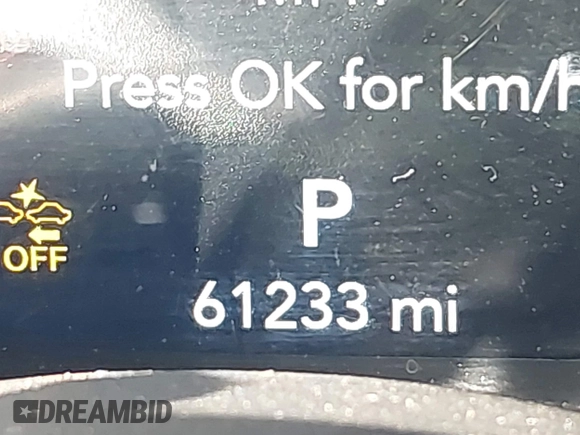 Press OK for km/h
P
OFF
61233 mi
DREAMBID